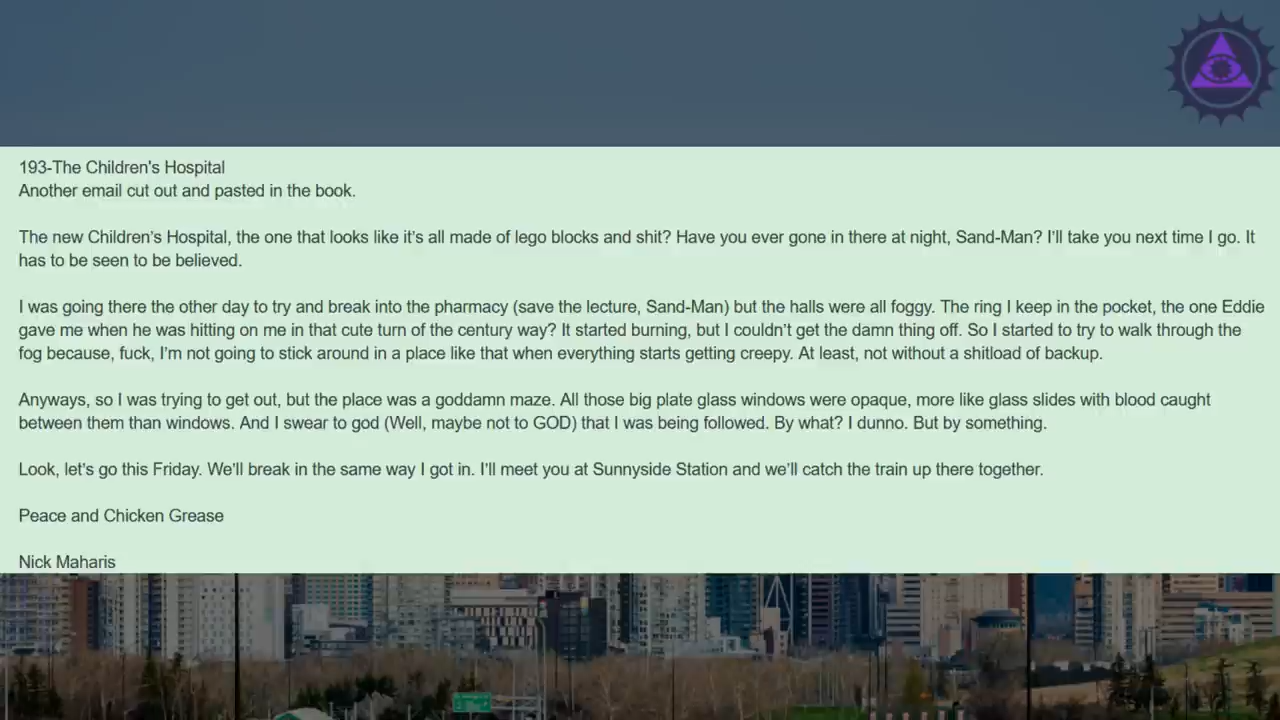 193-The Children's Hospital
Another email cut out and pasted in the book.
The new Children's Hospital, the one that looks like it's all made of lego blocks and shit? Have you ever gone in there at night, Sand-Man? I'll take you next time I go. It
has to be seen to be believed.
I was going there the other day to try and break into the pharmacy (save the lecture, Sand-Man) but the halls were all foggy. The ring I keep in the pocket, the one Eddie
gave me when he was hitting on me in that cute turn of the century way? It started burning, but I couldn't get the damn thing off. So I started to try to walk through the
fog because, fuck, I'm not going to stick around in a place like that when everything starts getting creepy. At least, not without a shitload of backup.
Anyways, so I was trying to get out, but the place was a goddamn maze. All those big plate glass windows were opaque, more like glass slides with blood caught
between them than windows. And I swear to god (Well, maybe not to GOD) that I was being followed. By what? I dunno. But by something.
Look, let's go this Friday. We'll break in the same way I got in. I'll meet you at Sunnyside Station and we'll catch the train up there together.
Peace and Chicken Grease
Nick Maharis